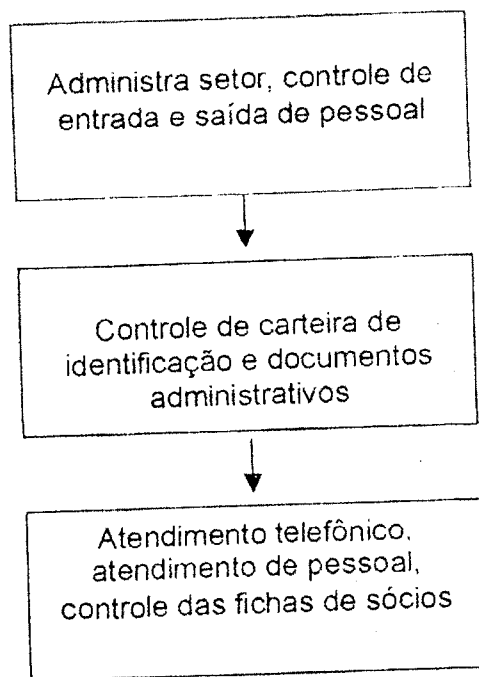 Administra setor, controle de
entrada e saída de pessoal
Controle de carteira de
identificação e documentos
administrativos
Atendimento telefônico,
atendimento de pessoal,
controle das fichas de sócios